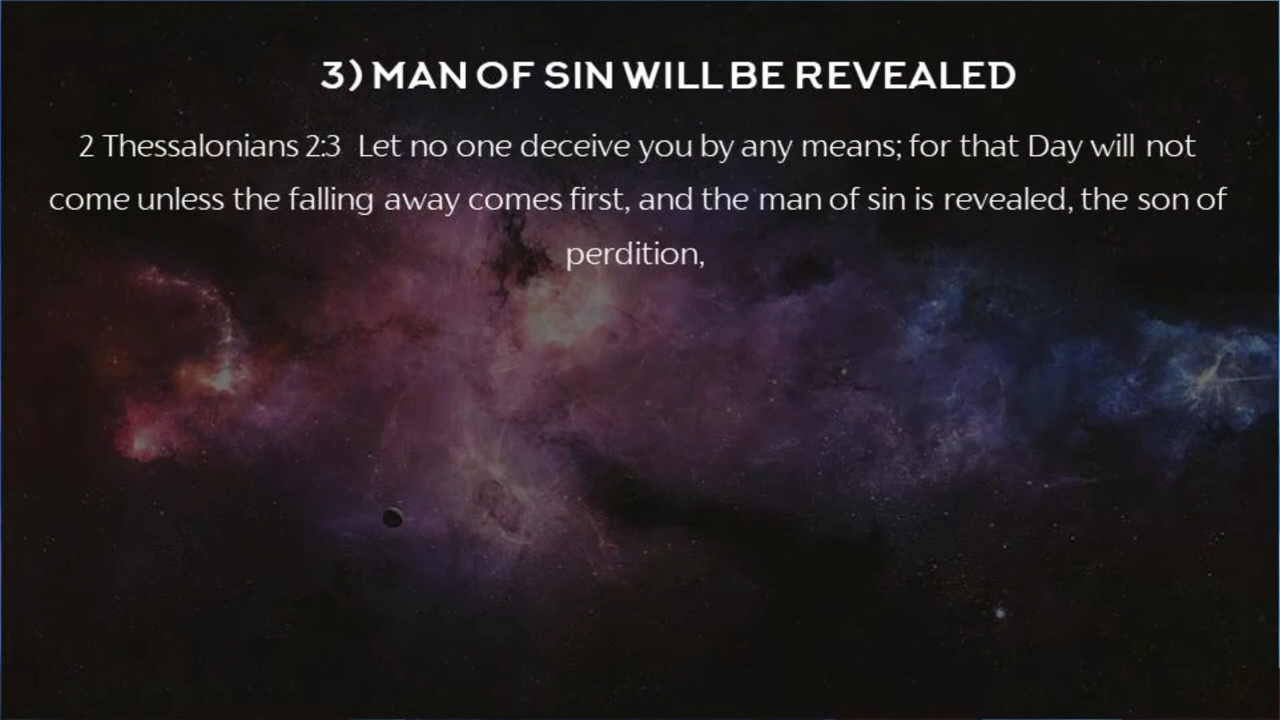 3) MAN OF SIN WILL BE REVEALED
2 Thessalonians 2:3 Let no one deceive you by any means; for that Day will not
come unless the falling away comes first, and the man of sin is revealed, the son of
perdition,